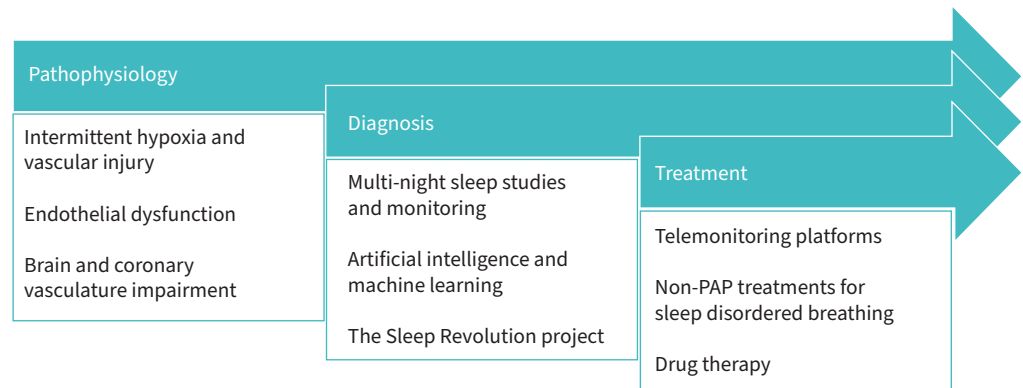 Pathophysiology
Intermittent hypoxia and
vascular injury
Endothelial dysfunction
Brain and coronary
vasculature impairment
Diagnosis
Multi-night sleep studies
and monitoring
Artificial intelligence and
machine learning
The Sleep Revolution project
Treatment
Telemonitoring platforms
Non-PAP treatments for
sleep disordered breathing
Drug therapy